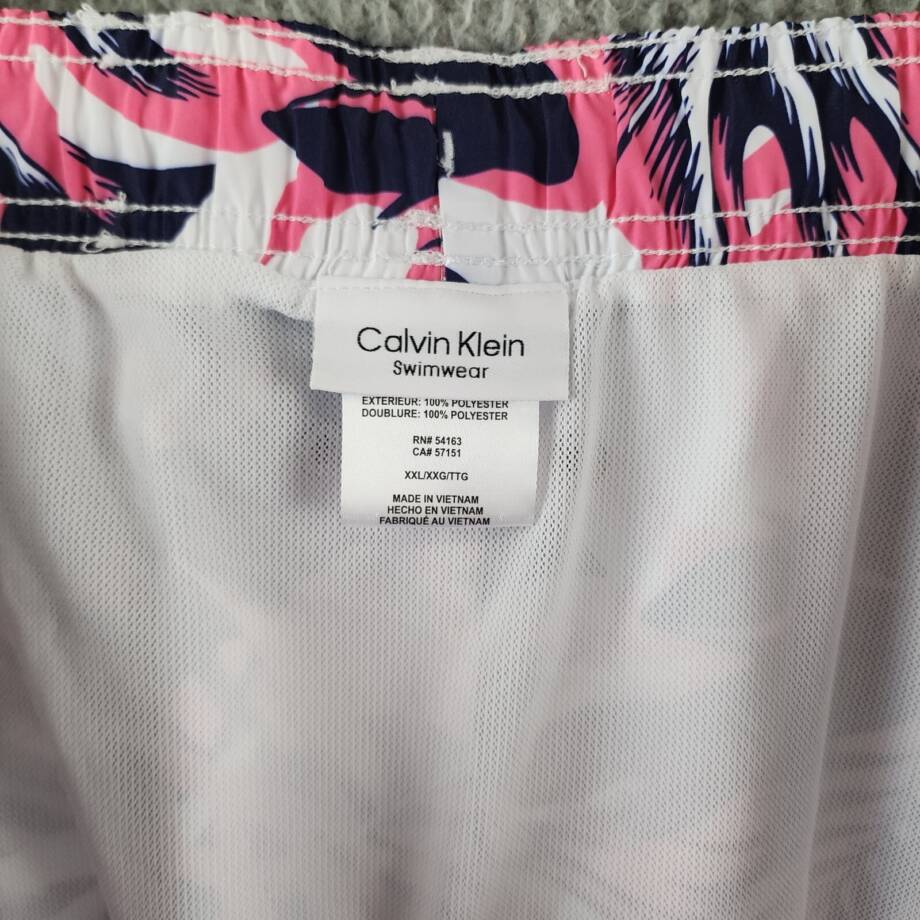 Calvin Klein
Swimwear
EXTERIEUR: 100% POLYESTER
DOUBLURE: 100% POLYESTER
RN# 54163
CA# 57151
XXL/XXG/TTG
MADE IN VIETNAM
HECHO EN VIETNAM
FABRIQUÉ AU VIETNAM